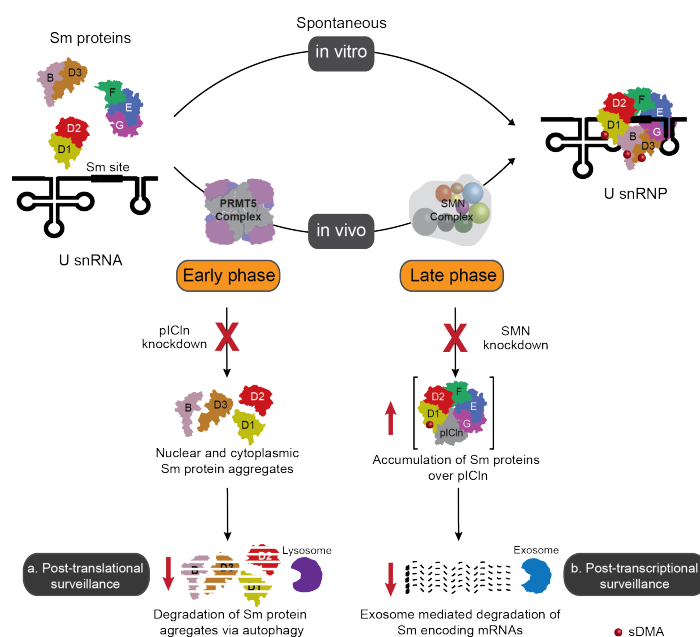 Spontaneous
Sm proteins
in vitro
B
D3
F
E
G
D2
D1
Sm site
U snRNA
D2
F
E
D1
G
B
D3
U snRNP
PRMT5
Complex
in vivo
SMN
Complex
Early phase
Late phase
pICln
knockdown
X
SMN
knockdown
X
B
D3
D2
D1
D2
F
E
D1
G
pICln
Nuclear and cytoplasmic
Sm protein aggregates
Accumulation of Sm proteins
over pICln
a. Post-translational
surveillance
B
D3
D2
D1
Lysosome
Exosome
b. Post-transcriptional
surveillance
Degradation of Sm protein
agregates via autophagy
Exosome mediated degradation of
Sm encoding mRNAs
sDMA